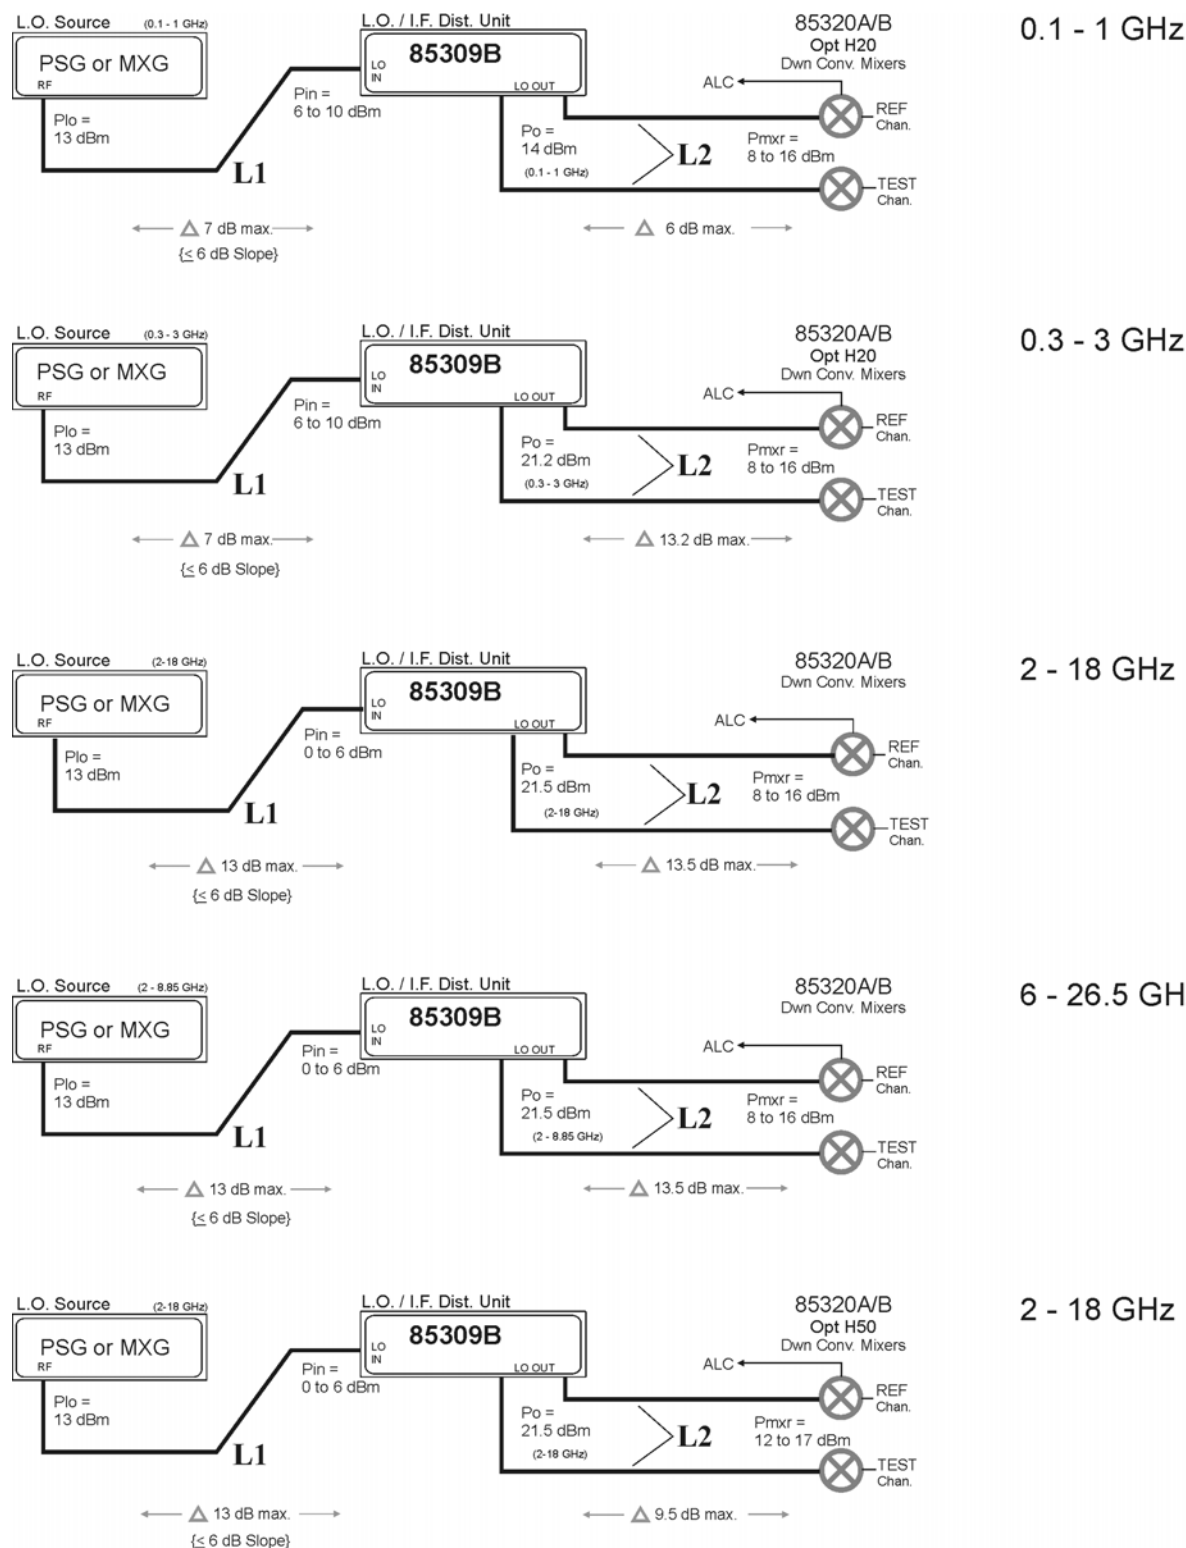 L.O. Source (0.1 - 1 GHz)
L.O. / I.F. Dist. Unit
85320A/B
0.1 - 1 GHz
PSG or MXG
85309B
Opt H20
Dwn Conv. Mixers
RF
LO
IN
LO OUT
ALC
Plo =
13 dBm
Pin =
6 to 10 dBm
REF
Chan.
L1
Po =
14 dBm
(0.1 - 1 GHz)
L2
Pmxr =
8 to 16 dBm
TEST
Chan.
△ 7 dB max.
{≤ 6 dB Slope}
△ 6 dB max.
L.O. Source (0.3 - 3 GHz)
L.O. / I.F. Dist. Unit
85320A/B
0.3 - 3 GHz
PSG or MXG
85309B
Opt H20
Dwn Conv. Mixers
RF
LO
IN
LO OUT
ALC
Plo =
13 dBm
Pin =
6 to 10 dBm
REF
Chan.
L1
Po =
21.2 dBm
(0.3 - 3 GHz)
L2
Pmxr =
8 to 16 dBm
TEST
Chan.
△ 7 dB max.
{≤ 6 dB Slope}
△ 13.2 dB max.
L.O. Source (2-18 GHz)
L.O. / I.F. Dist. Unit
85320A/B
2 - 18 GHz
PSG or MXG
85309B
Dwn Conv. Mixers
RF
LO
IN
LO OUT
ALC
Plo =
13 dBm
Pin =
0 to 6 dBm
REF
Chan.
L1
Po =
21.5 dBm
(2-18 GHz)
L2
Pmxr =
8 to 16 dBm
TEST
Chan.
△ 13 dB max.
{≤ 6 dB Slope}
△ 13.5 dB max.
L.O. Source (2 - 8.85 GHz)
L.O. / I.F. Dist. Unit
85320A/B
6 - 26.5 GH
PSG or MXG
85309B
Dwn Conv. Mixers
RF
LO
IN
LO OUT
ALC
Plo =
13 dBm
Pin =
0 to 6 dBm
REF
Chan.
L1
Po =
21.5 dBm
(2 - 8.85 GHz)
L2
Pmxr =
8 to 16 dBm
TEST
Chan.
△ 13 dB max.
{≤ 6 dB Slope}
△ 13.5 dB max.
L.O. Source (2-18 GHz)
L.O. / I.F. Dist. Unit
85320A/B
2 - 18 GHz
PSG or MXG
85309B
Opt H50
Dwn Conv. Mixers
RF
LO
IN
LO OUT
ALC
Plo =
13 dBm
Pin =
0 to 6 dBm
REF
Chan.
L1
Po =
21.5 dBm
(2-18 GHz)
L2
Pmxr =
12 to 17 dBm
TEST
Chan.
△ 13 dB max.
{≤ 6 dB Slope}
△ 9.5 dB max.